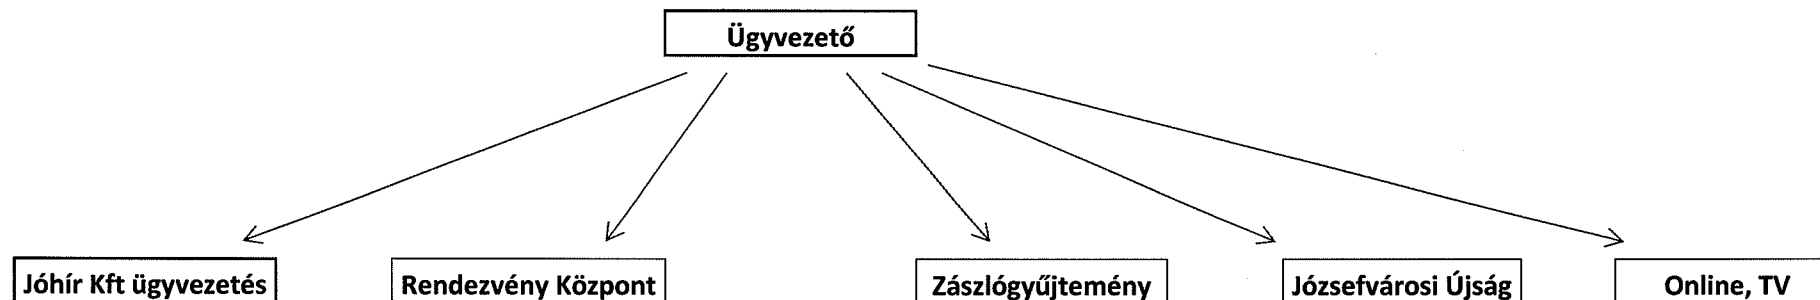 Ügyvezető
Jóhír Kft ügyvezetés
Rendezvény Központ
Zászlógyűjtemény
Józsefvárosi Újság
Online, TV